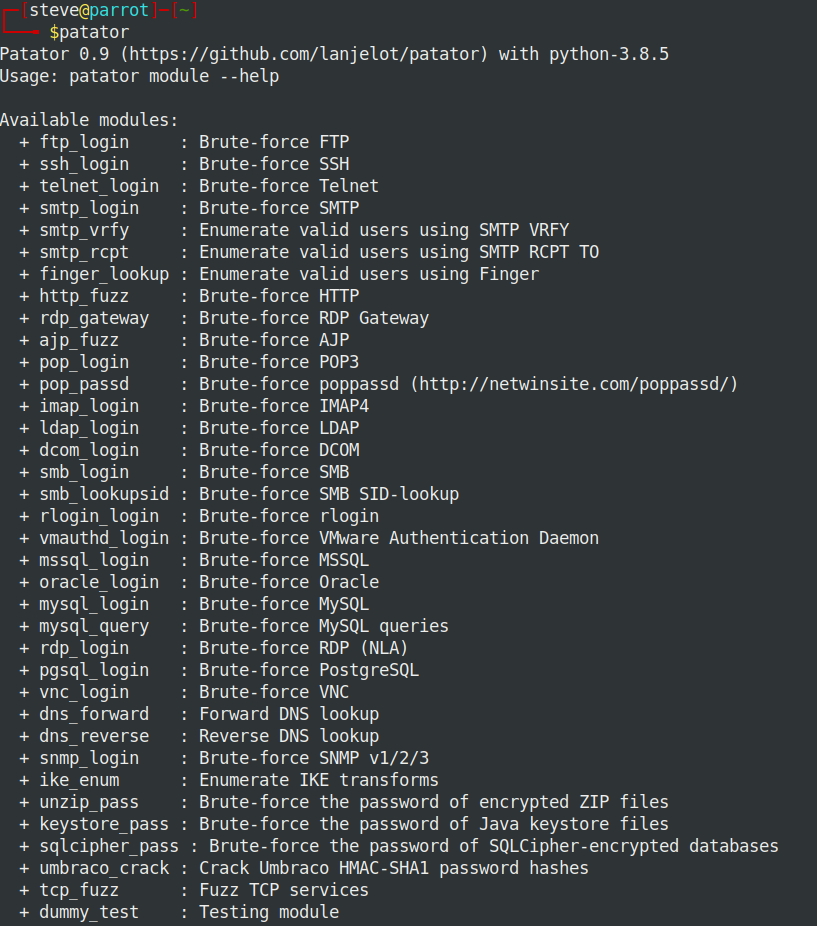 ┌─[steve@parrot]─[~]
└──╼ $patator
Patator 0.9 (https://github.com/lanjelot/patator) with python-3.8.5
Usage: patator module --help

Available modules:
  + ftp_login     : Brute-force FTP
  + ssh_login     : Brute-force SSH
  + telnet_login  : Brute-force Telnet
  + smtp_login    : Brute-force SMTP
  + smtp_vrfy     : Enumerate valid users using SMTP VRFY
  + smtp_rcpt     : Enumerate valid users using SMTP RCPT TO
  + finger_lookup : Enumerate valid users using Finger
  + http_fuzz     : Brute-force HTTP
  + rdp_gateway   : Brute-force RDP Gateway
  + ajp_fuzz      : Brute-force AJP
  + pop_login     : Brute-force POP3
  + pop_passd     : Brute-force poppassd (http://netwinsite.com/poppassd/)
  + imap_login    : Brute-force IMAP4
  + ldap_login    : Brute-force LDAP
  + dcom_login    : Brute-force DCOM
  + smb_login     : Brute-force SMB
  + smb_lookupsid : Brute-force SMB SID-lookup
  + rlogin_login  : Brute-force rlogin
  + vmauthd_login : Brute-force VMware Authentication Daemon
  + mssql_login   : Brute-force MSSQL
  + oracle_login  : Brute-force Oracle
  + mysql_login   : Brute-force MySQL
  + mysql_query   : Brute-force MySQL queries
  + rdp_login     : Brute-force RDP (NLA)
  + pgsql_login   : Brute-force PostgreSQL
  + vnc_login     : Brute-force VNC
  + dns_forward   : Forward DNS lookup
  + dns_reverse   : Reverse DNS lookup
  + snmp_login    : Brute-force SNMP v1/2/3
  + ike_enum      : Enumerate IKE transforms
  + unzip_pass    : Brute-force the password of encrypted ZIP files
  + keystore_pass : Brute-force the password of Java keystore files
  + sqlcipher_pass : Brute-force the password of SQLCipher-encrypted databases
  + umbraco_crack : Crack Umbraco HMAC-SHA1 password hashes
  + tcp_fuzz      : Fuzz TCP services
  + dummy_test    : Testing module